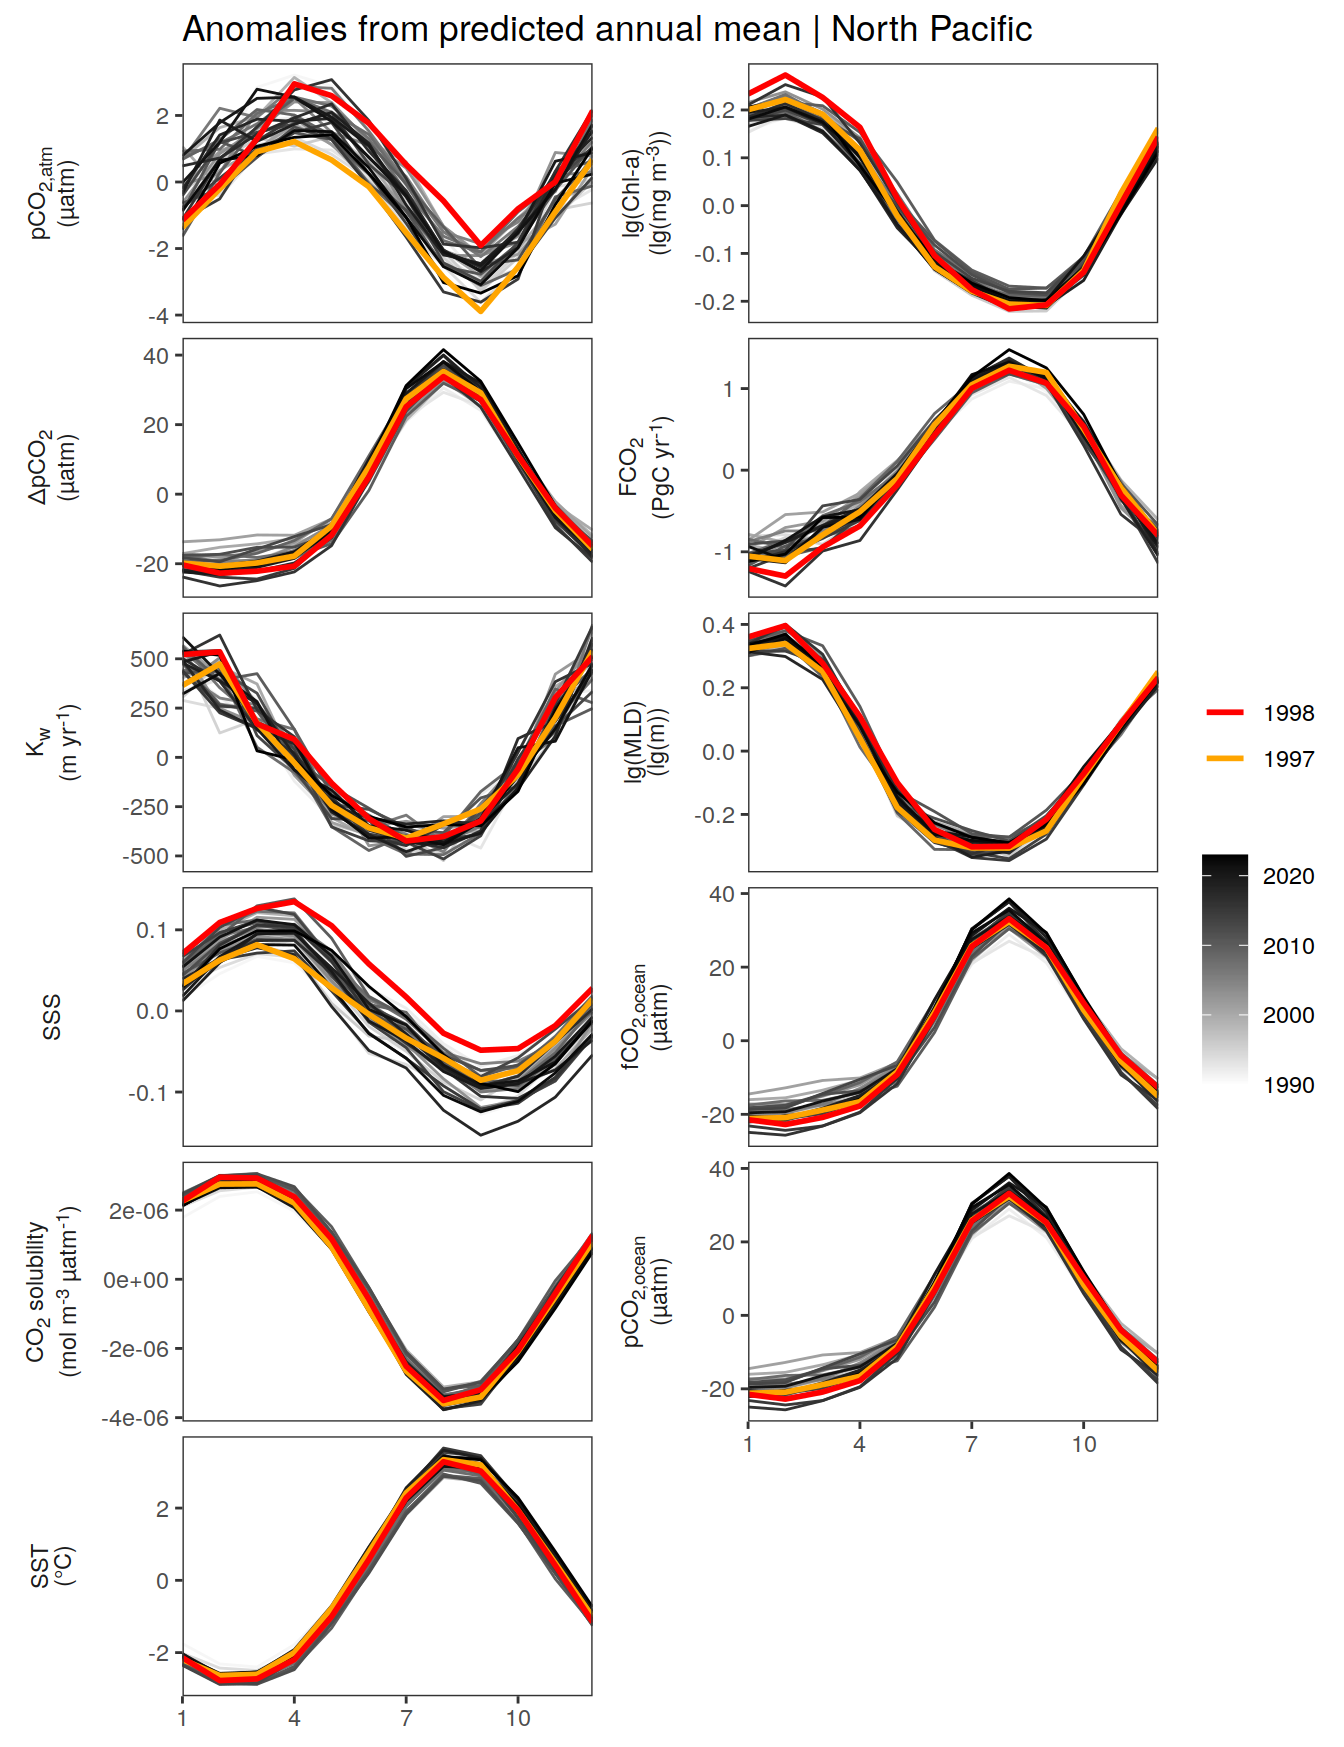 Anomalies from predicted annual mean | North Pacific
pCO2,atm
(µatm)
2
0
-2
-4
lg(Chl-a)
(lg(mg m-3))
0.2
0.1
0.0
-0.1
-0.2
ΔpCO2
(µatm)
40
20
0
-20
FCO2
(PgC yr-1)
1
0
-1
Kw
(m yr-1)
500
250
0
-250
-500
lg(MLD)
(lg(m))
0.4
0.2
0.0
-0.2
SSS
0.1
0.0
-0.1
fCO2,ocean
(µatm)
40
20
0
-20
CO2 solubility
(mol m-3 µatm-1)
2e-06
0e+00
-2e-06
-4e-06
pCO2,ocean
(µatm)
40
20
0
-20
1 4 7 10
SST
(°C)
2
0
-2
1 4 7 10
1998
1997
2020
2010
2000
1990